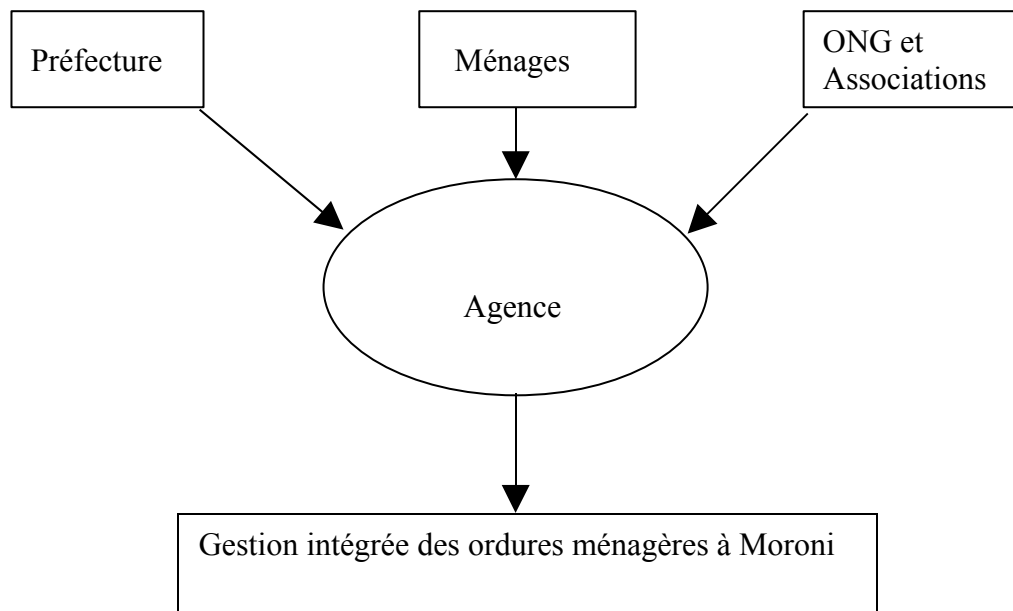 Préfecture
Ménages
ONG et
Associations
Agence
Gestion intégrée des ordures ménagères à Moroni